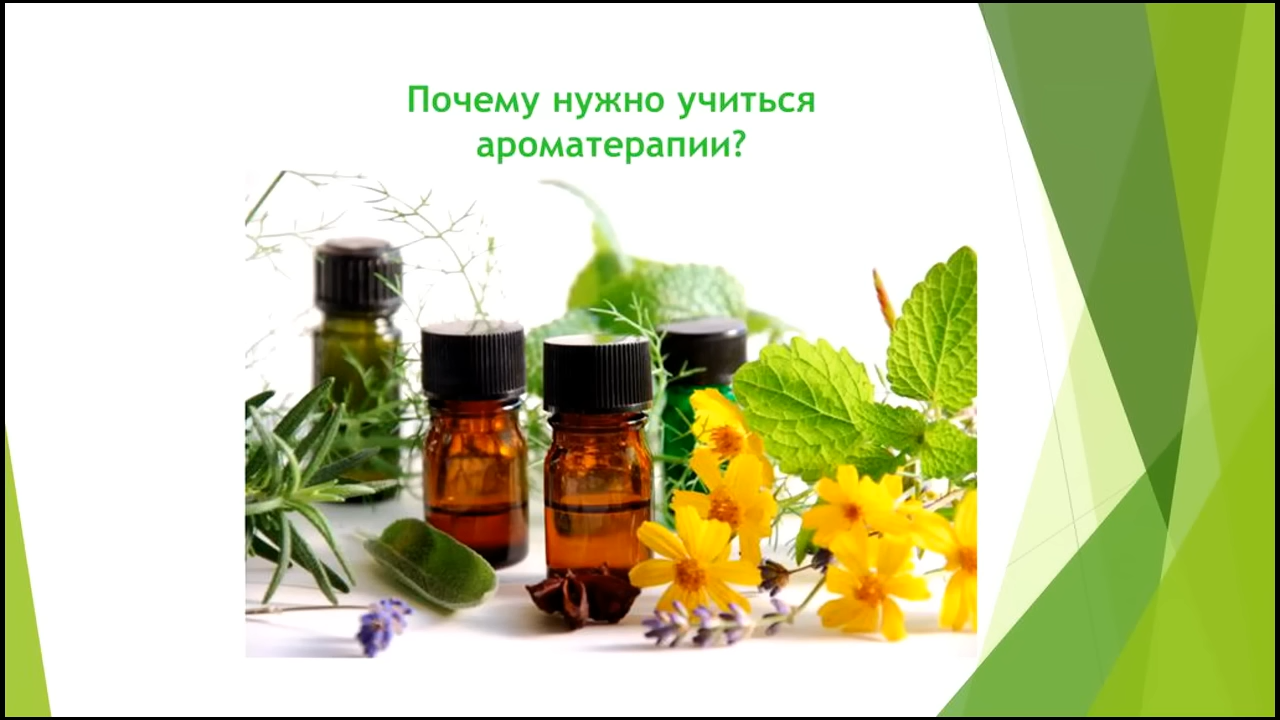 Почему нужно учиться
ароматерапии?